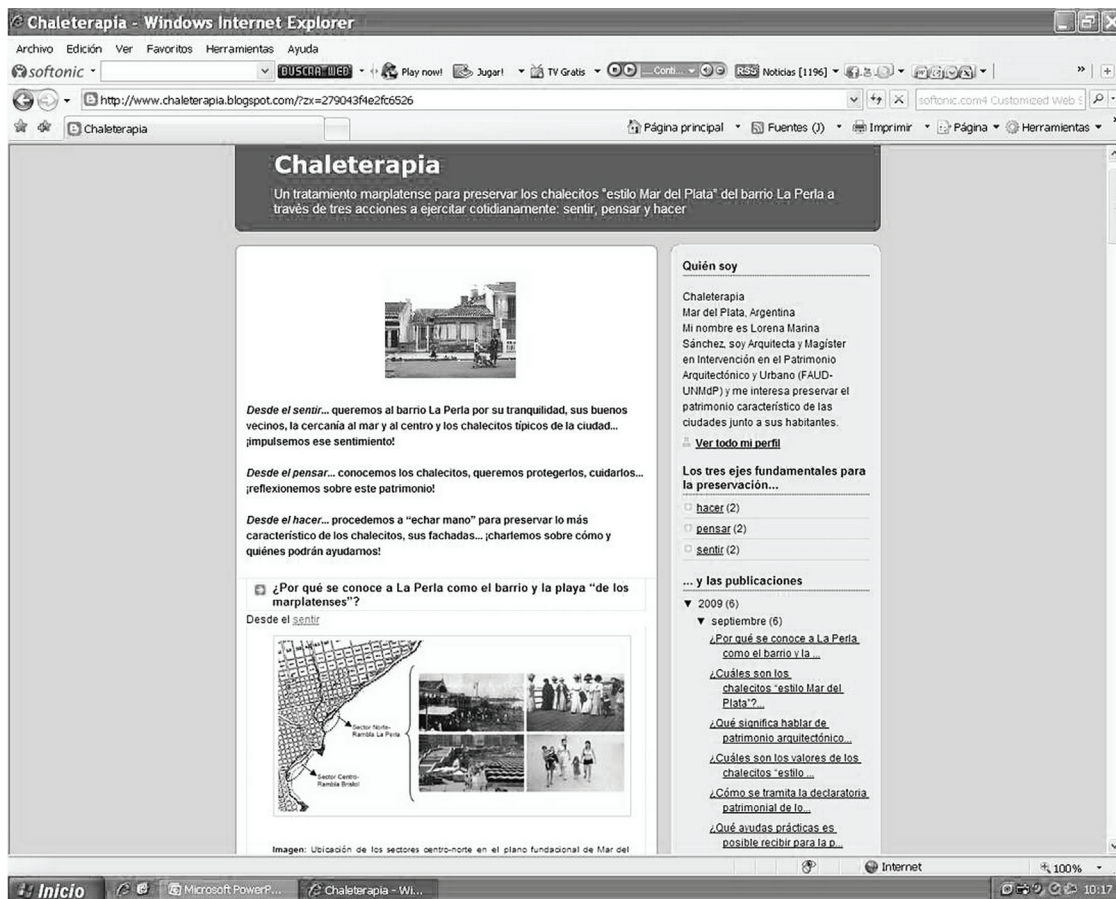 Chaleterapia - Windows Internet Explorer
Archivo Edición Ver Favoritos Herramientas Ayuda
softonic BUSCAR WEB Play now! Jugar! TV Gratis Conti... RSS Noticias [1196] »
http://www.chaleterapia.blogspot.com/?zx=279043f4e2fc6526 softonic.com4 Customized Web S
Chaleterapia Página principal Fuentes (J) Imprimir Página Herramientas »
Chaleterapia
Un tratamiento marplatense para preservar los chalecitos "estilo Mar del Plata" del barrio La Perla a
través de tres acciones a ejercitar cotidianamente: sentir, pensar y hacer
Desde el sentir... queremos al barrio La Perla por su tranquilidad, sus buenos
vecinos, la cercanía al mar y al centro y los chalecitos típicos de la ciudad...
¡impulsemos ese sentimiento!
Desde el pensar... conocemos los chalecitos, queremos protegerlos, cuidarlos...
¡reflexionemos sobre este patrimonio!
Desde el hacer... procedemos a “echar mano” para preservar lo más
característico de los chalecitos, sus fachadas... ¡charlemos sobre cómo y
quiénes podrán ayudarnos!
¿Por qué se conoce a La Perla como el barrio y la playa “de los
marplatenses”?
Desde el sentir
Sector Norte-
Rambla La Perla
Sector Centro-
Rambla Bristol
Imagen: Ubicación de los sectores centro-norte en el plano fundacional de Mar del
Quién soy
Chaleterapia
Mar del Plata, Argentina
Mi nombre es Lorena Marina
Sánchez, soy Arquitecta y Magíster
en Intervención en el Patrimonio
Arquitectónico y Urbano (FAUD-
UNMdP) y me interesa preservar el
patrimonio característico de las
ciudades junto a sus habitantes.
Ver todo mi perfil
Los tres ejes fundamentales para
la preservación...
hacer (2)
pensar (2)
sentir (2)
... y las publicaciones
▼ 2009 (6)
▼ septiembre (6)
¿Por qué se conoce a La Perla
como el barrio y la ...
¿Cuáles son los
chalecitos “estilo Mar del
Plata”?...
¿Qué significa hablar de
patrimonio arquitectónico...
¿Cuáles son los valores de los
chalecitos “estilo ...
¿Cómo se tramita la declaratoria
patrimonial de lo...
¿Qué ayudas prácticas es
posible recibir para la p...
Internet 100%
Inicio Microsoft PowerP... Chaleterapia - Wi... 10:17